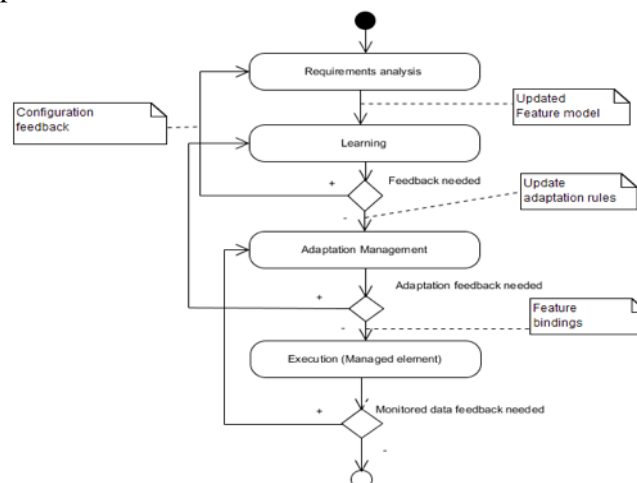 Requirements analysis
Updated
Feature model
Configuration
feedback
Learning
+
Feedback needed
-
Update
adaptation rules
Adaptation Management
Adaptation feedback needed
+
-
Feature
bindings
Execution (Managed element)
+
Monitored data feedback needed
-